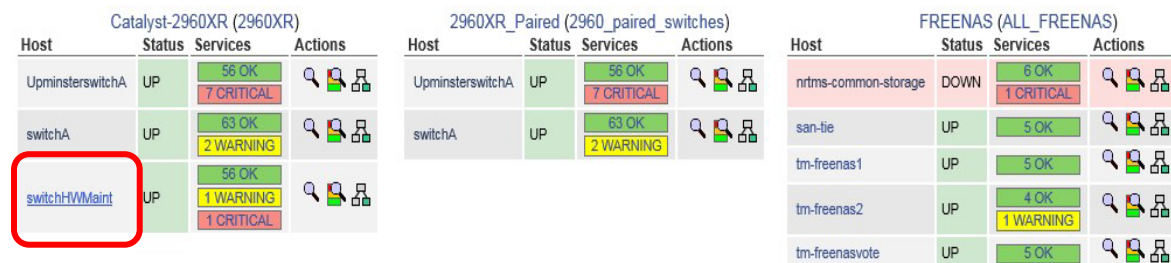 Catalyst-2960XR (2960XR)
Host Status Services Actions
UpminsterswitchA UP 56 OK
7 CRITICAL
switchA UP 63 OK
2 WARNING
switchHWMaint UP 56 OK
1 WARNING
1 CRITICAL
2960XR_Paired (2960_paired_switches)
Host Status Services Actions
UpminsterswitchA UP 56 OK
7 CRITICAL
switchA UP 63 OK
2 WARNING
FREENAS (ALL_FREENAS)
Host Status Services Actions
nrtms-common-storage DOWN 6 OK
1 CRITICAL
san-tie UP 5 OK
tm-freenas1 UP 5 OK
tm-freenas2 UP 4 OK
1 WARNING
tm-freenasvote UP 5 OK